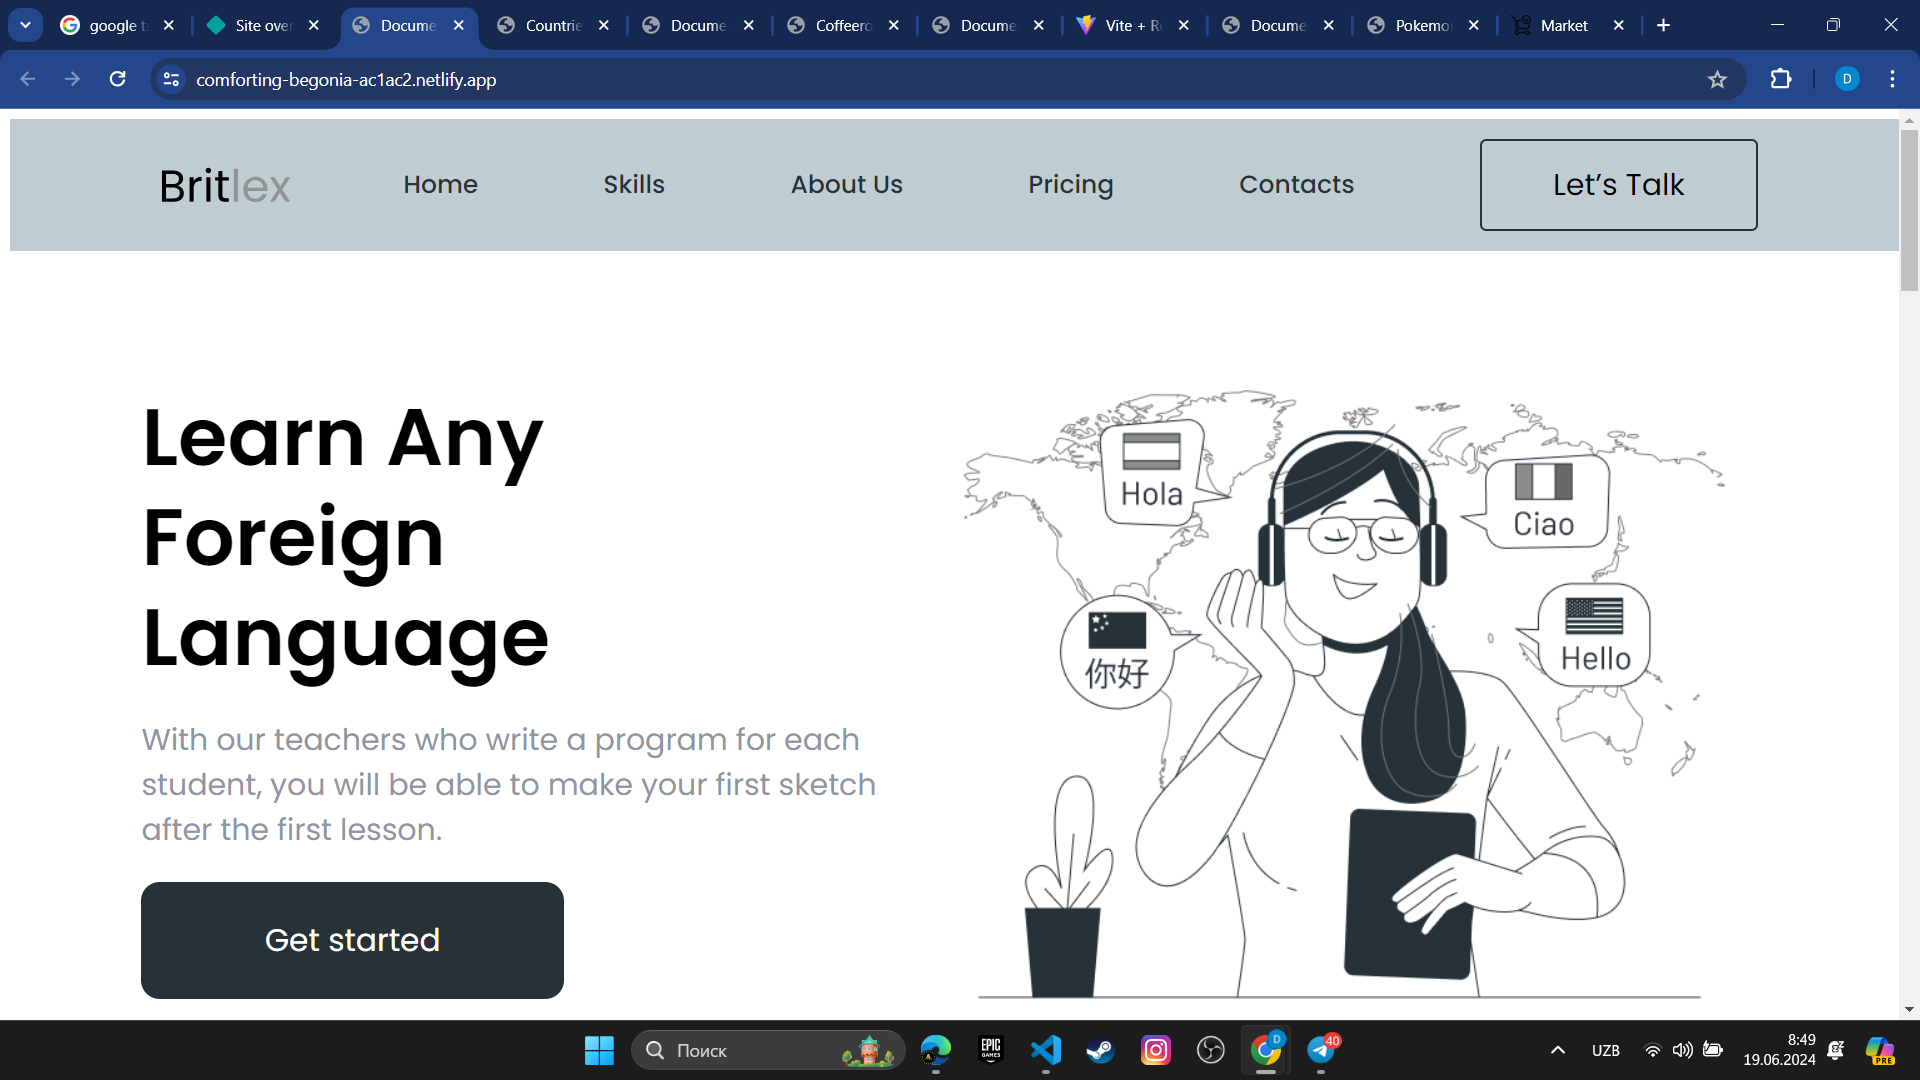 google t
Site over
Docume
Countrie
Docume
Coffeero
Docume
Vite + R
Docume
Pokemo
Market
comforting-begonia-ac1ac2.netlify.app
D
Britlex
Home
Skills
About Us
Pricing
Contacts
Let’s Talk
Learn Any
Foreign
Language
With our teachers who write a program for each
student, you will be able to make your first sketch
after the first lesson.
Get started
Hola
Ciao
你好
Hello
Поиск
EPIC
GAMES
D
40
UZB
8:49
19.06.2024
PRE